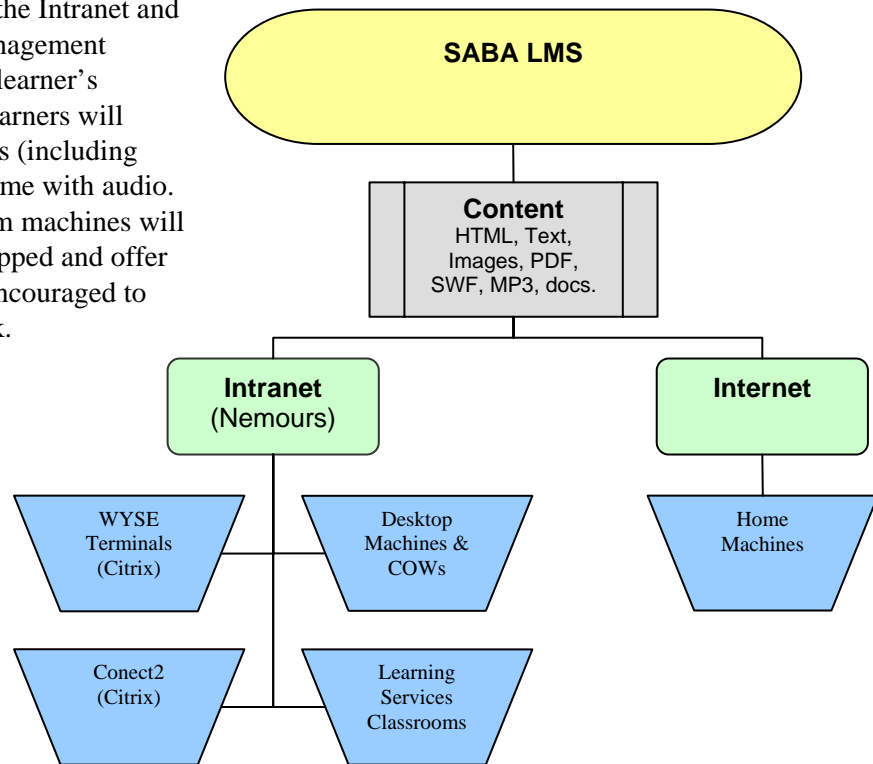 the Intranet and
nagement
learner’s
arners will
s (including
me with audio.
m machines will
pped and offer
ncouraged to
k.
SABA LMS
Content
HTML, Text,
Images, PDF,
SWF, MP3, docs.
Intranet
(Nemours)
Internet
WYSE
Terminals
(Citrix)
Desktop
Machines &
COWs
Home
Machines
Conect2
(Citrix)
Learning
Services
Classrooms